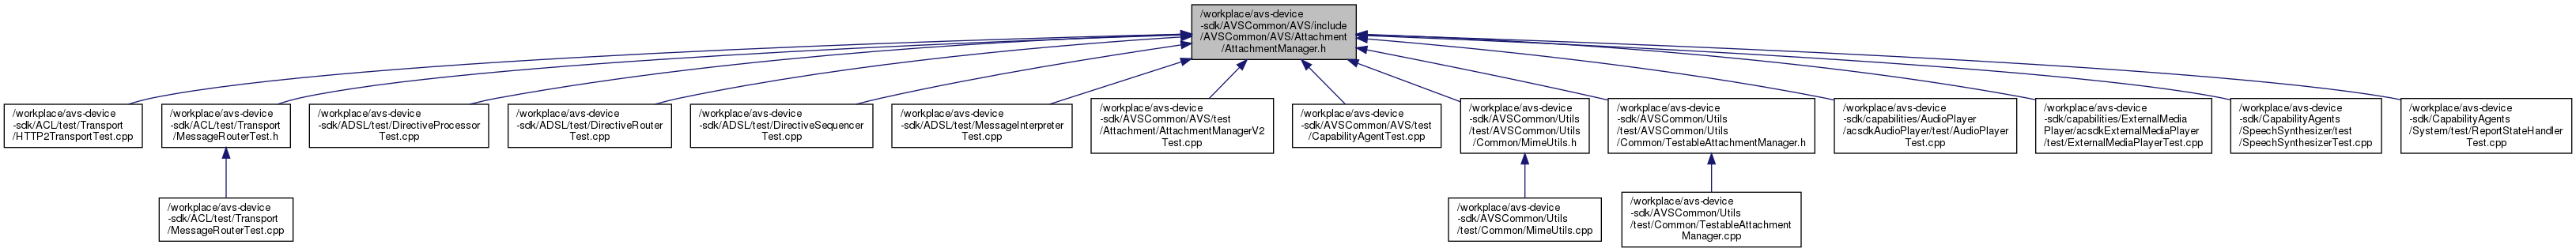 /workplace/avs-device
-sdk/AVSCommon/AVS/include
/AVSCommon/AVS/Attachment
/AttachmentManager.h
/workplace/avs-device
-sdk/ACL/test/Transport
/HTTP2TransportTest.cpp
/workplace/avs-device
-sdk/ACL/test/Transport
/MessageRouterTest.h
/workplace/avs-device
-sdk/ADSL/test/DirectiveProcessor
Test.cpp
/workplace/avs-device
-sdk/ADSL/test/DirectiveRouter
Test.cpp
/workplace/avs-device
-sdk/ADSL/test/DirectiveSequencer
Test.cpp
/workplace/avs-device
-sdk/ADSL/test/MessageInterpreter
Test.cpp
/workplace/avs-device
-sdk/AVSCommon/AVS/test
/Attachment/AttachmentManagerV2
Test.cpp
/workplace/avs-device
-sdk/AVSCommon/AVS/test
/CapabilityAgentTest.cpp
/workplace/avs-device
-sdk/AVSCommon/Utils
/test/AVSCommon/Utils
/Common/MimeUtils.h
/workplace/avs-device
-sdk/AVSCommon/Utils
/test/AVSCommon/Utils
/Common/TestableAttachmentManager.h
/workplace/avs-device
-sdk/capabilities/AudioPlayer
/acsdkAudioPlayer/test/AudioPlayer
Test.cpp
/workplace/avs-device
-sdk/capabilities/ExternalMedia
Player/acsdkExternalMediaPlayer
/test/ExternalMediaPlayerTest.cpp
/workplace/avs-device
-sdk/CapabilityAgents
/SpeechSynthesizer/test
/SpeechSynthesizerTest.cpp
/workplace/avs-device
-sdk/CapabilityAgents
/System/test/ReportStateHandler
Test.cpp
/workplace/avs-device
-sdk/ACL/test/Transport
/MessageRouterTest.cpp
/workplace/avs-device
-sdk/AVSCommon/Utils
/test/Common/MimeUtils.cpp
/workplace/avs-device
-sdk/AVSCommon/Utils
/test/Common/TestableAttachment
Manager.cpp